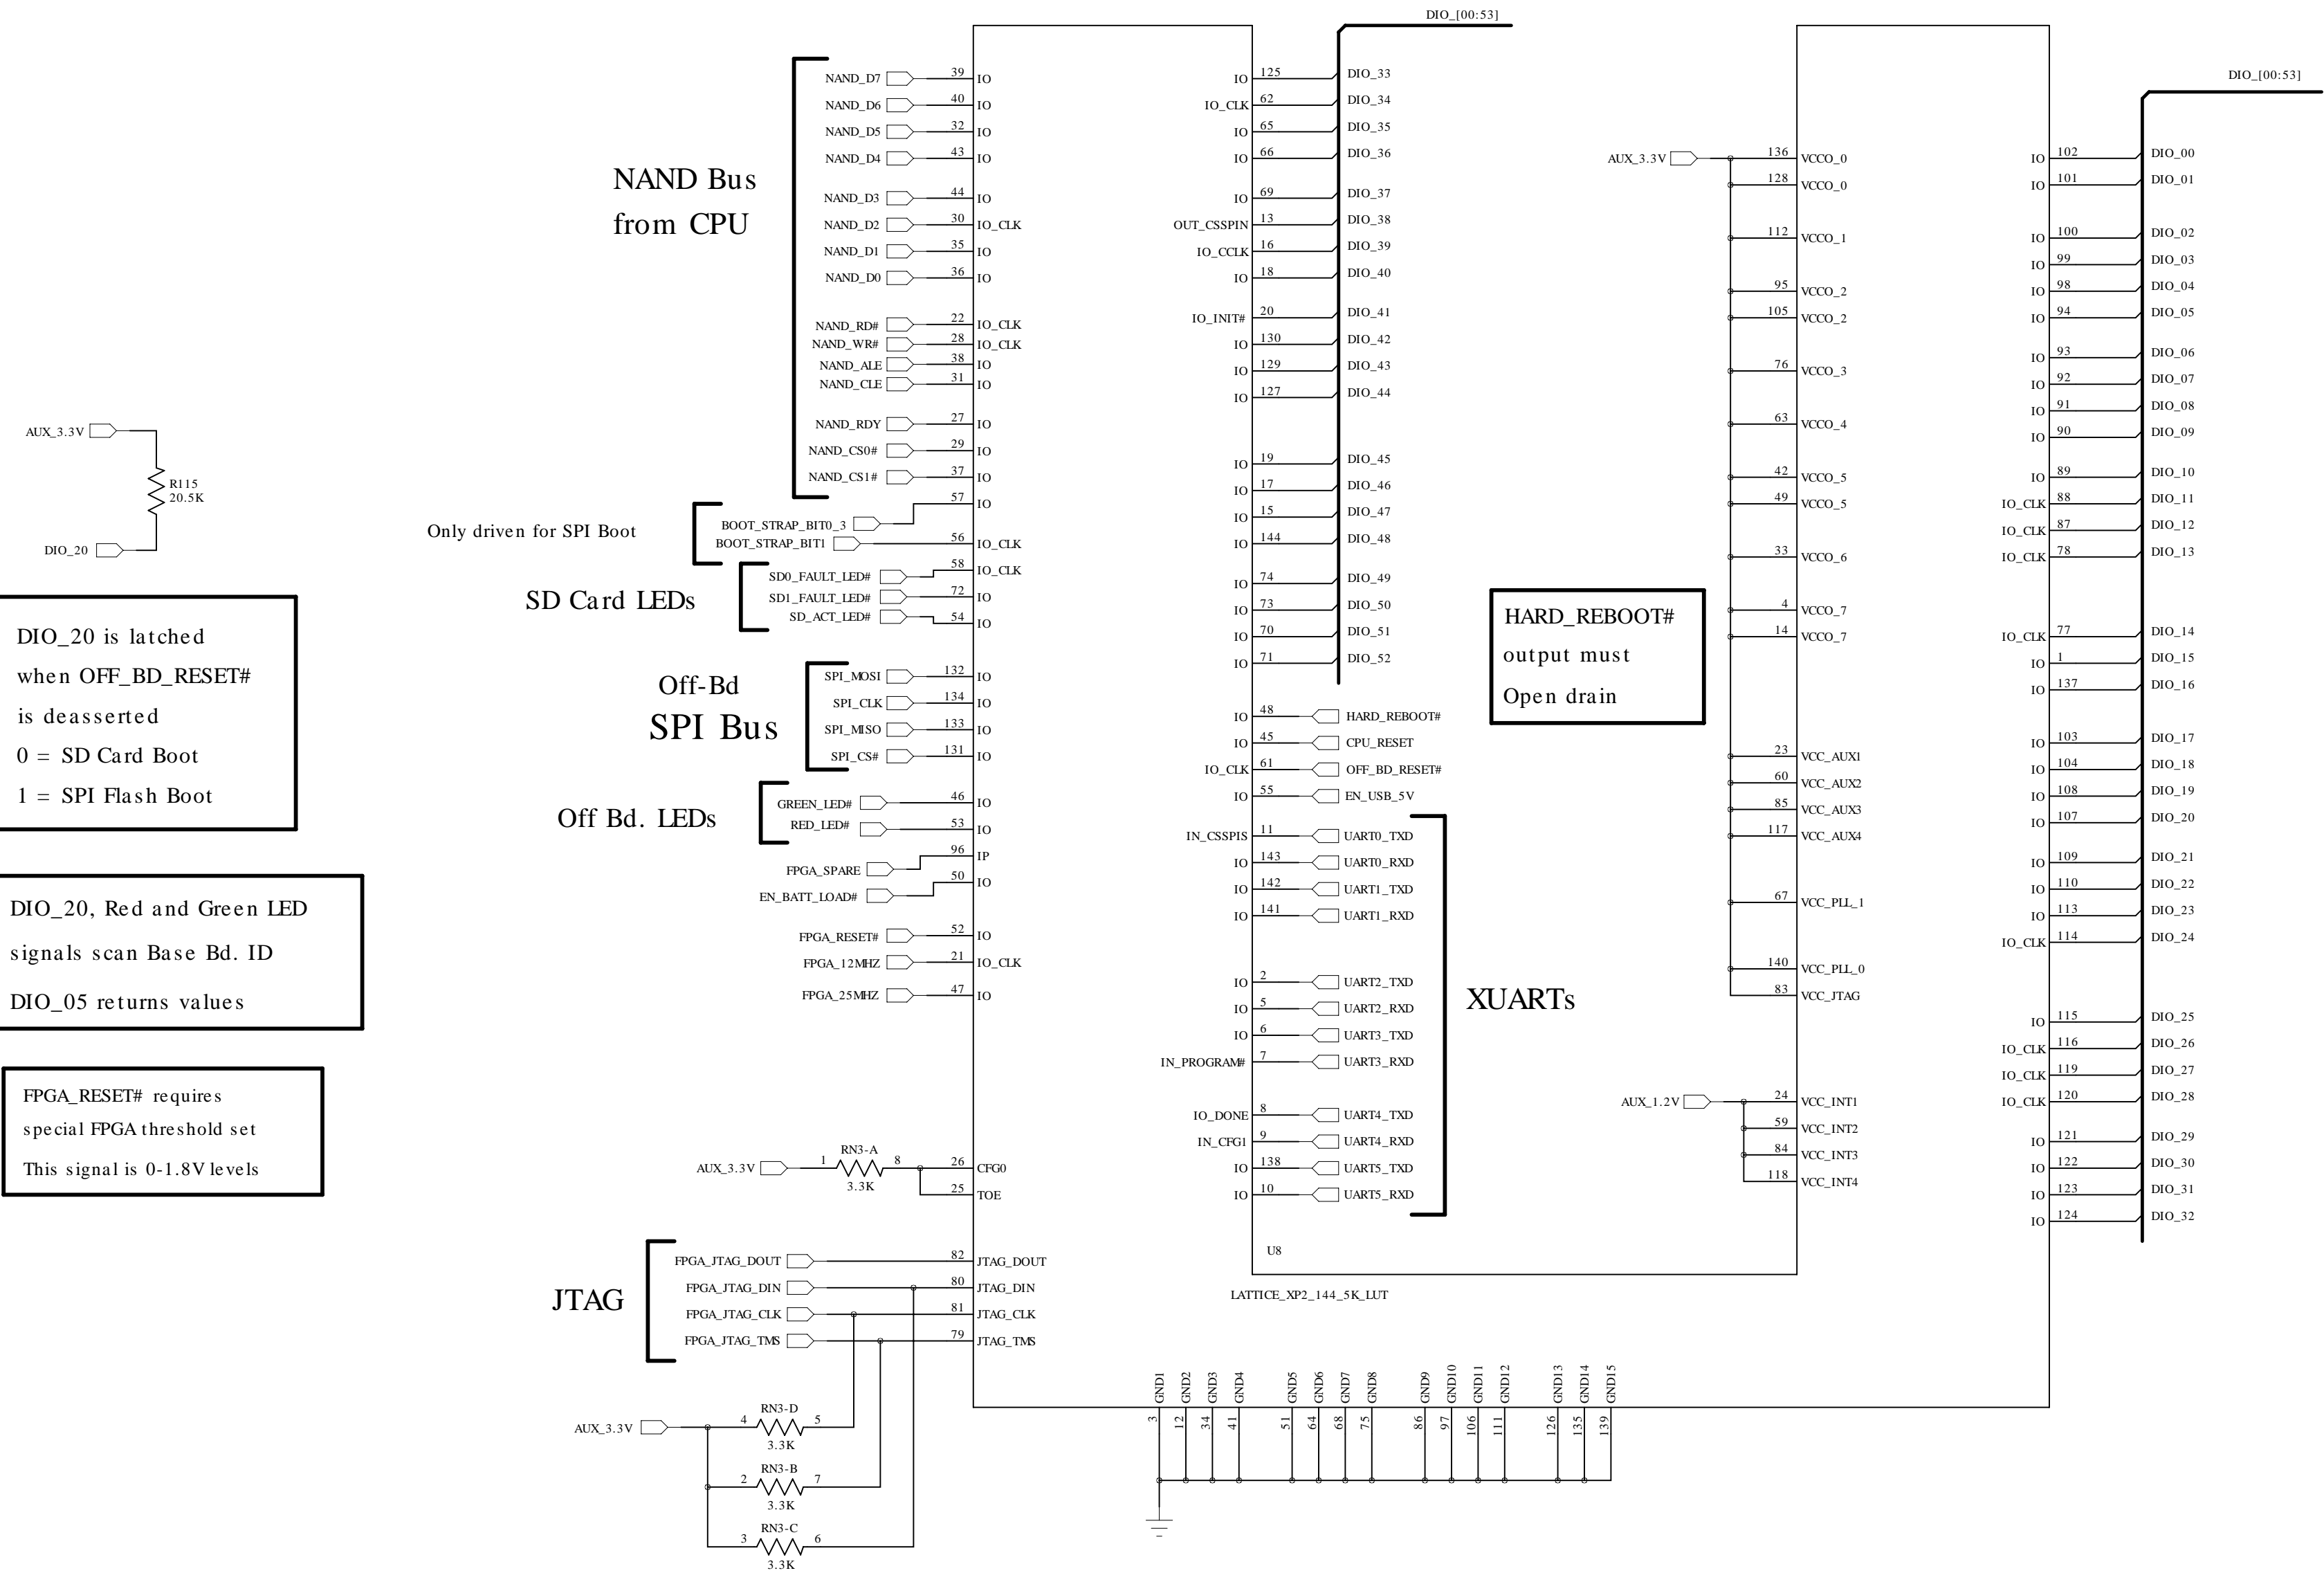 DIO_[00:53]
DIO_[00:53]
NAND Bus
from CPU
NAND_D7 39 IO
NAND_D6 40 IO
NAND_D5 32 IO
NAND_D4 43 IO
NAND_D3 44 IO
NAND_D2 30 IO_CLK
NAND_D1 35 IO
NAND_D0 36 IO
NAND_RD# 22 IO_CLK
NAND_WR# 28 IO_CLK
NAND_ALE 38 IO
NAND_CLE 31 IO
NAND_RDY 27 IO
NAND_CS0# 29 IO
NAND_CS1# 37 IO
Only driven for SPI Boot
BOOT_STRAP_BIT0_3 57 IO
BOOT_STRAP_BIT1 56 IO_CLK
SD Card LEDs
SD0_FAULT_LED# 58 IO_CLK
SD1_FAULT_LED# 72 IO
SD_ACT_LED# 54 IO
Off-Bd
SPI Bus
SPI_MOSI 132 IO
SPI_CLK 134 IO
SPI_MISO 133 IO
SPI_CS# 131 IO
Off Bd. LEDs
GREEN_LED# 46 IO
RED_LED# 53 IO
FPGA_SPARE 96 IP
EN_BATT_LOAD# 50 IO
FPGA_RESET# 52 IO
FPGA_12MHZ 21 IO_CLK
FPGA_25MHZ 47 IO
AUX_3.3V 1 RN3-A 8 26 CFG0
3.3K
25 TOE
JTAG
FPGA_JTAG_DOUT 82 JTAG_DOUT
FPGA_JTAG_DIN 80 JTAG_DIN
FPGA_JTAG_CLK 81 JTAG_CLK
FPGA_JTAG_TMS 79 JTAG_TMS
AUX_3.3V 4 RN3-D 5
3.3K
2 RN3-B 7
3.3K
3 RN3-C 6
3.3K
AUX_3.3V
R115
20.5K
DIO_20
DIO_20 is latched
when OFF_BD_RESET#
is deasserted
0 = SD Card Boot
1 = SPI Flash Boot
DIO_20, Red and Green LED
signals scan Base Bd. ID
DIO_05 returns values
FPGA_RESET# requires
special FPGA threshold set
This signal is 0-1.8V levels
IO 125 DIO_33
IO_CLK 62 DIO_34
IO 65 DIO_35
IO 66 DIO_36
IO 69 DIO_37
OUT_CSSPIN 13 DIO_38
IO_CCLK 16 DIO_39
IO 18 DIO_40
IO_INIT# 20 DIO_41
IO 130 DIO_42
IO 129 DIO_43
IO 127 DIO_44
IO 19 DIO_45
IO 17 DIO_46
IO 15 DIO_47
IO 144 DIO_48
IO 74 DIO_49
IO 73 DIO_50
IO 70 DIO_51
IO 71 DIO_52
IO 48 HARD_REBOOT#
IO 45 CPU_RESET
IO_CLK 61 OFF_BD_RESET#
IO 55 EN_USB_5V
IN_CSSPIS 11 UART0_TXD
IO 143 UART0_RXD
IO 142 UART1_TXD
IO 141 UART1_RXD
IO 2 UART2_TXD
IO 5 UART2_RXD
IO 6 UART3_TXD
IN_PROGRAM# 7 UART3_RXD
IO_DONE 8 UART4_TXD
IN_CFG1 9 UART4_RXD
IO 138 UART5_TXD
IO 10 UART5_RXD
XUARTs
U8
LATTICE_XP2_144_5K_LUT
HARD_REBOOT#
output must
Open drain
AUX_3.3V 136 VCCO_0
128 VCCO_0
112 VCCO_1
95 VCCO_2
105 VCCO_2
76 VCCO_3
63 VCCO_4
42 VCCO_5
49 VCCO_5
33 VCCO_6
4 VCCO_7
14 VCCO_7
23 VCC_AUX1
60 VCC_AUX2
85 VCC_AUX3
117 VCC_AUX4
67 VCC_PLL_1
140 VCC_PLL_0
83 VCC_JTAG
AUX_1.2V 24 VCC_INT1
59 VCC_INT2
84 VCC_INT3
118 VCC_INT4
IO 102 DIO_00
IO 101 DIO_01
IO 100 DIO_02
IO 99 DIO_03
IO 98 DIO_04
IO 94 DIO_05
IO 93 DIO_06
IO 92 DIO_07
IO 91 DIO_08
IO 90 DIO_09
IO 89 DIO_10
IO_CLK 88 DIO_11
IO_CLK 87 DIO_12
IO_CLK 78 DIO_13
IO_CLK 77 DIO_14
IO 1 DIO_15
IO 137 DIO_16
IO 103 DIO_17
IO 104 DIO_18
IO 108 DIO_19
IO 107 DIO_20
IO 109 DIO_21
IO 110 DIO_22
IO 113 DIO_23
IO_CLK 114 DIO_24
IO 115 DIO_25
IO_CLK 116 DIO_26
IO_CLK 119 DIO_27
IO_CLK 120 DIO_28
IO 121 DIO_29
IO 122 DIO_30
IO 123 DIO_31
IO 124 DIO_32
GND1 3
GND2 12
GND3 34
GND4 41
GND5 51
GND6 64
GND7 68
GND8 75
GND9 86
GND10 97
GND11 106
GND12 111
GND13 126
GND14 135
GND15 139